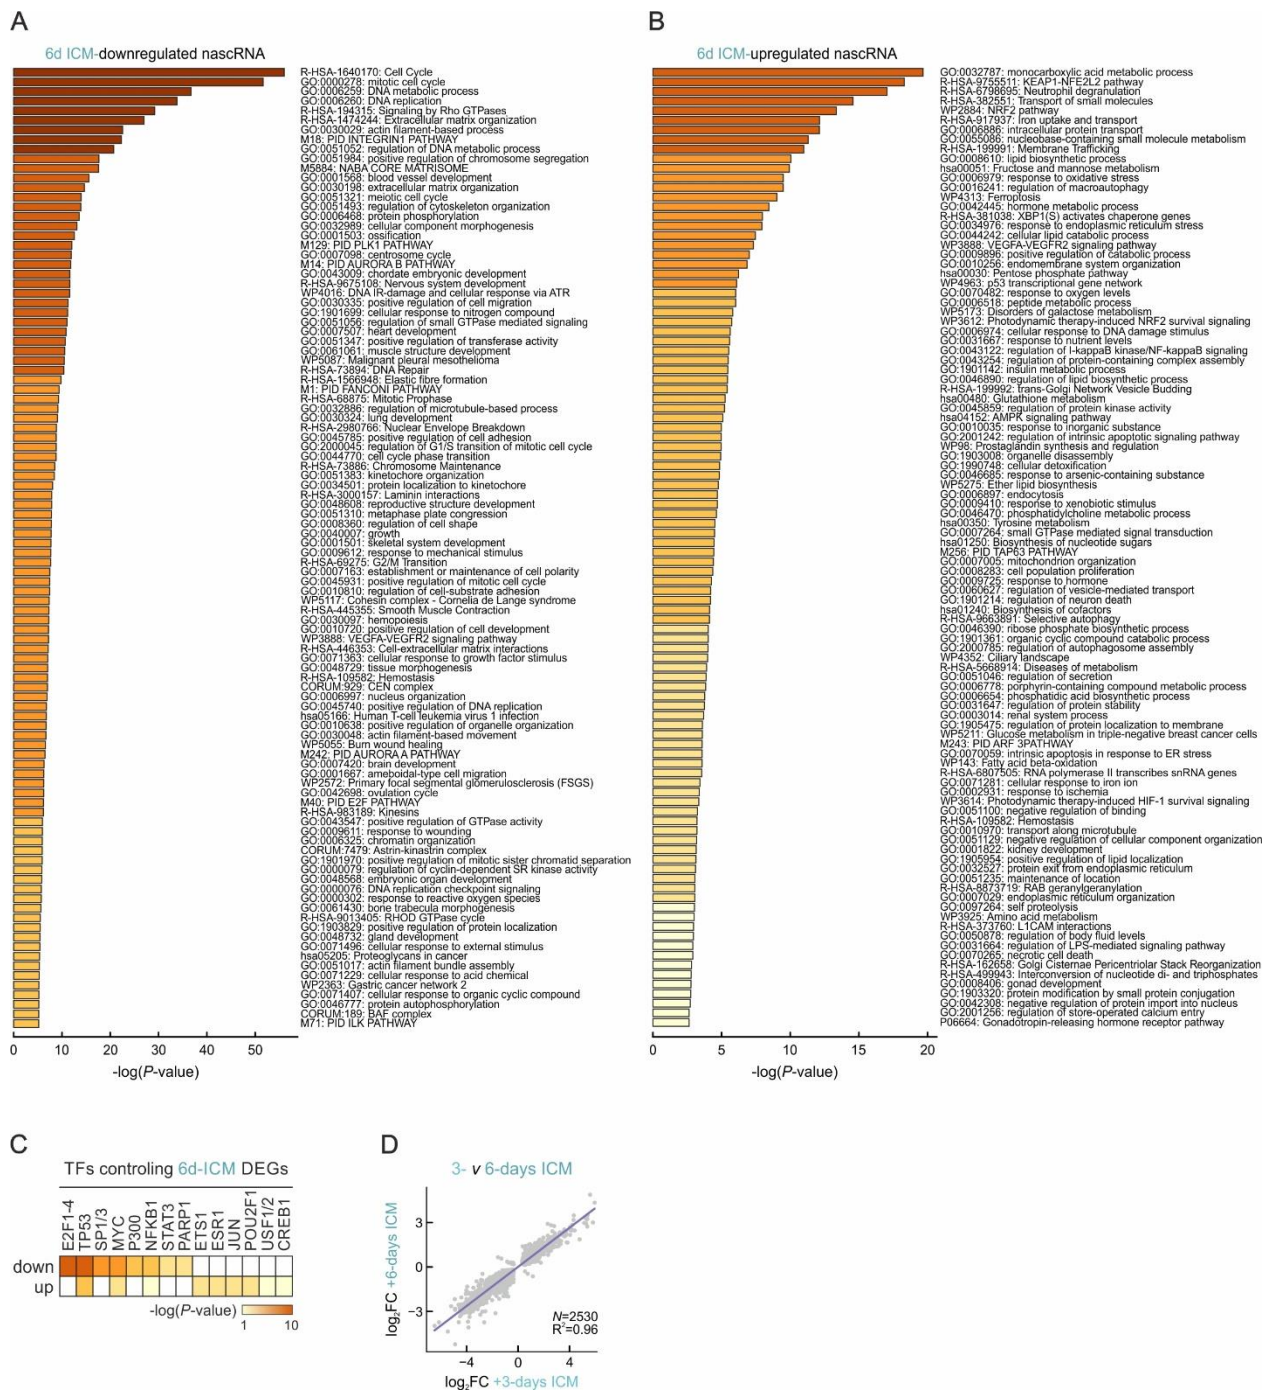 A
6d ICM-downregulated nascRNA
R-HSA-1640170: Cell Cycle
GO:0000278: mitotic cell cycle
GO:0006259: DNA metabolic process
GO:0006260: DNA replication
R-HSA-194315: Signaling by Rho GTPases
R-HSA-1474244: Extracellular matrix organization
GO:0030029: actin filament-based process
M18: PID INTEGRIN1 PATHWAY
GO:0051052: regulation of DNA metabolic process
GO:0051984: positive regulation of chromosome segregation
M5884: NABA CORE MATRISOME
GO:0001568: blood vessel development
GO:0030198: extracellular matrix organization
GO:0051321: meiotic cell cycle
GO:0051493: regulation of cytoskeleton organization
GO:0006468: protein phosphorylation
GO:0032989: cellular component morphogenesis
GO:0001503: ossification
M129: PID PLK1 PATHWAY
GO:0007098: centrosome cycle
M14: PID AURORA B PATHWAY
GO:0043009: chordate embryonic development
R-HSA-9675108: Nervous system development
WP4016: DNA IR-damage and cellular response via ATR
GO:0030335: positive regulation of cell migration
GO:1901699: cellular response to nitrogen compound
GO:0051056: regulation of small GTPase mediated signaling
GO:0007507: heart development
GO:0051347: positive regulation of transferase activity
GO:0061061: muscle structure development
WP5087: Malignant pleural mesothelioma
R-HSA-73894: DNA Repair
R-HSA-1566948: Elastic fibre formation
M1: PID FANCONI PATHWAY
R-HSA-68875: Mitotic Prophase
GO:0032886: regulation of microtubule-based process
GO:0030324: lung development
R-HSA-2980766: Nuclear Envelope Breakdown
GO:0045785: positive regulation of cell adhesion
GO:2000045: regulation of G1/S transition of mitotic cell cycle
GO:0044770: cell cycle phase transition
R-HSA-73886: Chromosome Maintenance
GO:0051383: kinetochore organization
GO:0034501: protein localization to kinetochore
R-HSA-3000157: Laminin interactions
GO:0048608: reproductive structure development
GO:0051310: metaphase plate congression
GO:0008360: regulation of cell shape
GO:0040007: growth
GO:0001501: skeletal system development
GO:0009612: response to mechanical stimulus
R-HSA-69275: G2/M Transition
GO:0007163: establishment or maintenance of cell polarity
GO:0045931: positive regulation of mitotic cell cycle
GO:0010810: regulation of cell-substrate adhesion
WP5117: Cohesin complex - Cornelia de Lange syndrome
R-HSA-445355: Smooth Muscle Contraction
GO:0030097: hemopoiesis
GO:0010720: positive regulation of cell development
WP3888: VEGFA-VEGFR2 signaling pathway
R-HSA-446353: Cell-extracellular matrix interactions
GO:0071363: cellular response to growth factor stimulus
GO:0048729: tissue morphogenesis
R-HSA-109582: Hemostasis
CORUM:929: CEN complex
GO:0006997: nucleus organization
GO:0045740: positive regulation of DNA replication
hsa05166: Human T-cell leukemia virus 1 infection
GO:0010638: positive regulation of organelle organization
GO:0030048: actin filament-based movement
WP5055: Burn wound healing
M242: PID AURORA A PATHWAY
GO:0007420: brain development
GO:0001667: ameboidal-type cell migration
WP2572: Primary focal segmental glomerulosclerosis (FSGS)
GO:0042698: ovulation cycle
M40: PID E2F PATHWAY
R-HSA-983189: Kinesins
GO:0043547: positive regulation of GTPase activity
GO:0009611: response to wounding
GO:0006325: chromatin organization
CORUM:7479: Astrin-kinastrin complex
GO:1901970: positive regulation of mitotic sister chromatid separation
GO:0000079: regulation of cyclin-dependent SR kinase activity
GO:0048568: embryonic organ development
GO:0000076: DNA replication checkpoint signaling
GO:0000302: response to reactive oxygen species
GO:0061430: bone trabecula morphogenesis
R-HSA-9013405: RHOD GTPase cycle
GO:1903829: positive regulation of protein localization
GO:0048732: gland development
GO:0071496: cellular response to external stimulus
hsa05205: Proteoglycans in cancer
GO:0051017: actin filament bundle assembly
GO:0071229: cellular response to acid chemical
WP2363: Gastric cancer network 2
GO:0071407: cellular response to organic cyclic compound
GO:0046777: protein autophosphorylation
CORUM:189: BAF complex
M71: PID ILK PATHWAY
0 10 20 30 40 50
-log(P-value)
B
6d ICM-upregulated nascRNA
GO:0032787: monocarboxylic acid metabolic process
R-HSA-9755511: KEAP1-NFE2L2 pathway
R-HSA-6798695: Neutrophil degranulation
R-HSA-382551: Transport of small molecules
WP2884: NRF2 pathway
R-HSA-917937: Iron uptake and transport
GO:0006886: intracellular protein transport
GO:0055086: nucleobase-containing small molecule metabolism
R-HSA-199991: Membrane Trafficking
GO:0008610: lipid biosynthetic process
hsa00051: Fructose and mannose metabolism
GO:0006979: response to oxidative stress
GO:0016241: regulation of macroautophagy
WP4313: Ferroptosis
GO:0042445: hormone metabolic process
R-HSA-381038: XBP1(S) activates chaperone genes
GO:0034976: response to endoplasmic reticulum stress
GO:0044242: cellular lipid catabolic process
WP3888: VEGFA-VEGFR2 signaling pathway
GO:0009896: positive regulation of catabolic process
GO:0010256: endomembrane system organization
hsa00030: Pentose phosphate pathway
WP4963: p53 transcriptional gene network
GO:0070482: response to oxygen levels
GO:0006518: peptide metabolic process
WP5173: Disorders of galactose metabolism
WP3612: Photodynamic therapy-induced NRF2 survival signaling
GO:0006974: cellular response to DNA damage stimulus
GO:0031667: response to nutrient levels
GO:0043122: regulation of I-kappaB kinase/NF-kappaB signaling
GO:0043254: regulation of protein-containing complex assembly
GO:1901142: insulin metabolic process
GO:0046890: regulation of lipid biosynthetic process
R-HSA-199992: trans-Golgi Network Vesicle Budding
hsa00480: Glutathione metabolism
GO:0045859: regulation of protein kinase activity
hsa04152: AMPK signaling pathway
GO:0010035: response to inorganic substance
GO:2001242: regulation of intrinsic apoptotic signaling pathway
WP98: Prostaglandin synthesis and regulation
GO:1903008: organelle disassembly
GO:1990748: cellular detoxification
GO:0046685: response to arsenic-containing substance
WP5275: Ether lipid biosynthesis
GO:0006897: endocytosis
GO:0009410: response to xenobiotic stimulus
GO:0046470: phosphatidylcholine metabolic process
hsa00350: Tyrosine metabolism
GO:0007264: small GTPase mediated signal transduction
hsa01250: Biosynthesis of nucleotide sugars
M256: PID TAP63 PATHWAY
GO:0007005: mitochondrion organization
GO:0008283: cell population proliferation
GO:0009725: response to hormone
GO:0060627: regulation of vesicle-mediated transport
GO:1901214: regulation of neuron death
hsa01240: Biosynthesis of cofactors
R-HSA-9663891: Selective autophagy
GO:0046390: ribose phosphate biosynthetic process
GO:1901361: organic cyclic compound catabolic process
GO:2000785: regulation of autophagosome assembly
WP4352: Ciliary landscape
R-HSA-5668914: Diseases of metabolism
GO:0051046: regulation of secretion
GO:0006778: porphyrin-containing compound metabolic process
GO:0006654: phosphatidic acid biosynthetic process
GO:0031647: regulation of protein stability
GO:0003014: renal system process
GO:1905475: regulation of protein localization to membrane
WP5211: Glucose metabolism in triple-negative breast cancer cells
M243: PID ARF 3PATHWAY
GO:0070059: intrinsic apoptosis in response to ER stress
WP143: Fatty acid beta-oxidation
R-HSA-6807505: RNA polymerase II transcribes snRNA genes
GO:0071281: cellular response to iron ion
GO:0002931: response to ischemia
WP3614: Photodynamic therapy-induced HIF-1 survival signaling
GO:0051100: negative regulation of binding
R-HSA-109582: Hemostasis
GO:0010970: transport along microtubule
GO:0051129: negative regulation of cellular component organization
GO:0001822: kidney development
GO:1905954: positive regulation of lipid localization
GO:0032527: protein exit from endoplasmic reticulum
GO:0051235: maintenance of location
R-HSA-8873719: RAB geranylgeranylation
GO:0007029: endoplasmic reticulum organization
GO:0097264: self proteolysis
WP3925: Amino acid metabolism
R-HSA-373760: L1CAM interactions
GO:0050878: regulation of body fluid levels
GO:0031664: regulation of LPS-mediated signaling pathway
GO:0070265: necrotic cell death
R-HSA-162658: Golgi Cisternae Pericentriolar Stack Reorganization
R-HSA-499943: Interconversion of nucleotide di- and triphosphates
GO:0008406: gonad development
GO:1903320: protein modification by small protein conjugation
GO:0042308: negative regulation of protein import into nucleus
GO:2001256: regulation of store-operated calcium entry
P06664: Gonadotropin-releasing hormone receptor pathway
0 5 10 15 20
-log(P-value)
C
TFs controling 6d-ICM DEGs
E2F1-4
TP53
SP1/3
MYC
P300
NFKB1
STAT3
PARP1
ETS1
ESR1
JUN
POU2F1
USF1/2
CREB1
down
up
-log(P-value)
1 10
D
3- v 6-days ICM
log2FC +6-days ICM
3
0
−3
N=2530
R²=0.96
−4 0 4
log2FC +3-days ICM